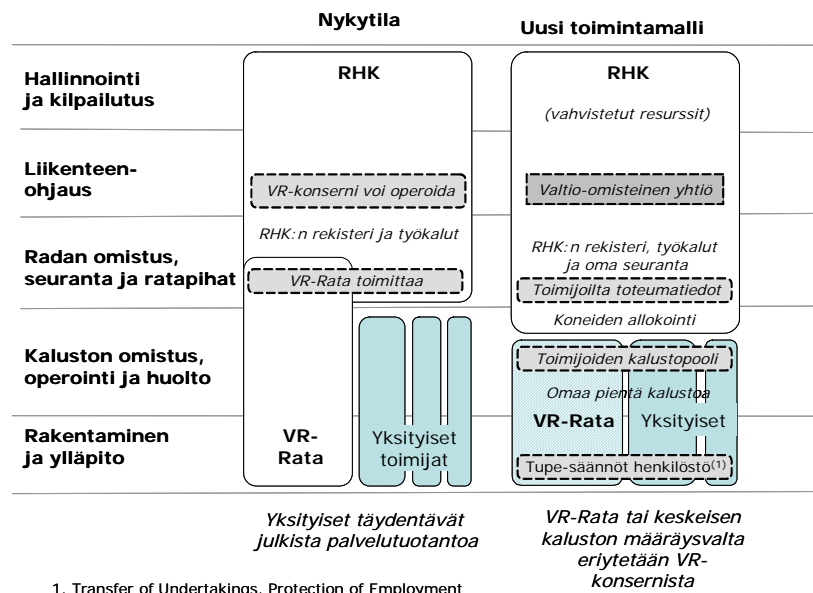 Nykytila
Uusi toimintamalli
Hallinnointi
ja kilpailutus
RHK
RHK
(vahvistetut resurssit)
Liikenteen-
ohjaus
VR-konserni voi operoida
Valtio-omisteinen yhtiö
Radan omistus,
seuranta ja ratapihat
RHK:n rekisteri ja työkalut
VR-Rata toimittaa
RHK:n rekisteri, työkalut
ja oma seuranta
Toimijoilta toteumatiedot
Koneiden allokointi
Kaluston omistus,
operointi ja huolto
Toimijoiden kalustopooli
Omaa pientä kalustoa
Rakentaminen
ja ylläpito
VR-
Rata
Yksityiset
toimijat
VR-Rata
Yksityiset
Tupe-säännöt henkilöstö(1)
Yksityiset täydentävät
julkista palvelutuotantoa
VR-Rata tai keskeisen
kaluston määräysvalta
eriytetään VR-
konsernista
1. Transfer of Undertakings, Protection of Employment